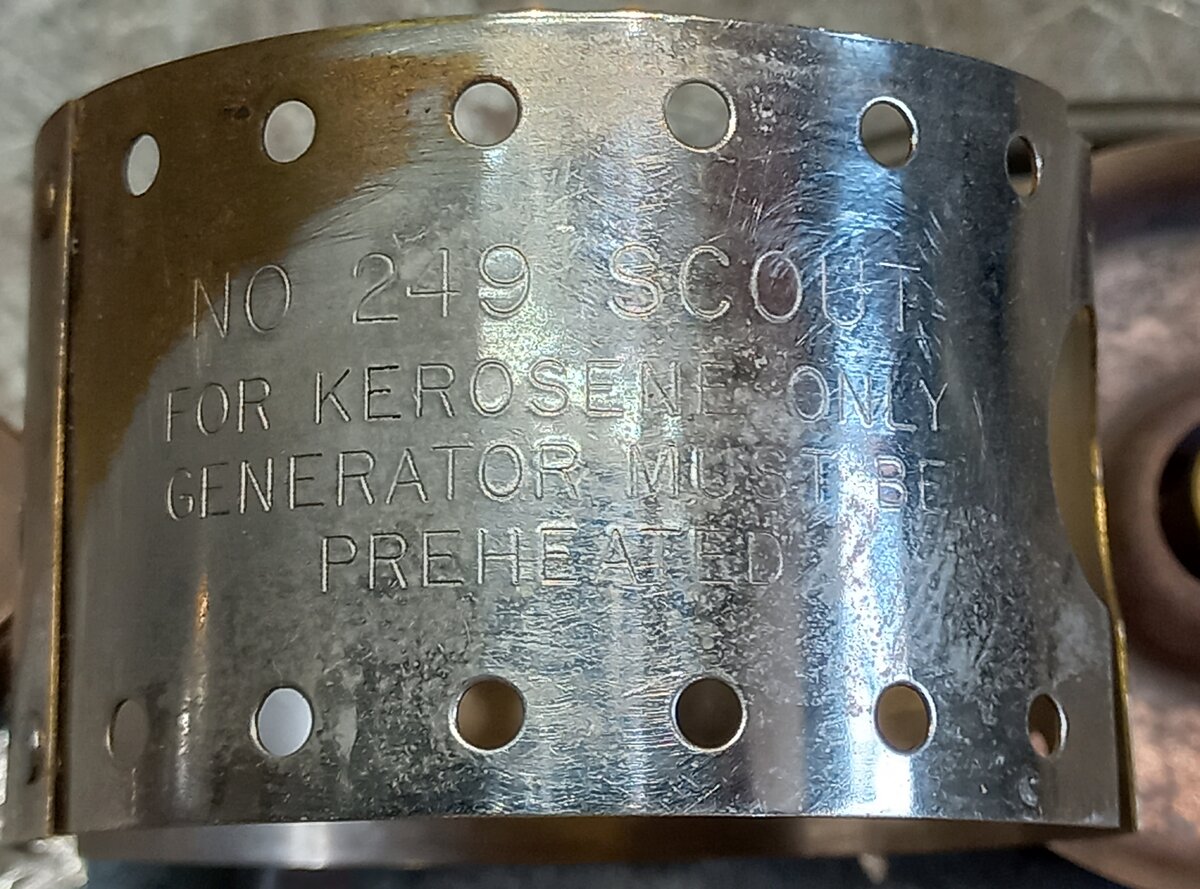 NO 249 SCOUT
FOR KEROSENE ONLY
GENERATOR MUST BE
PREHEATED